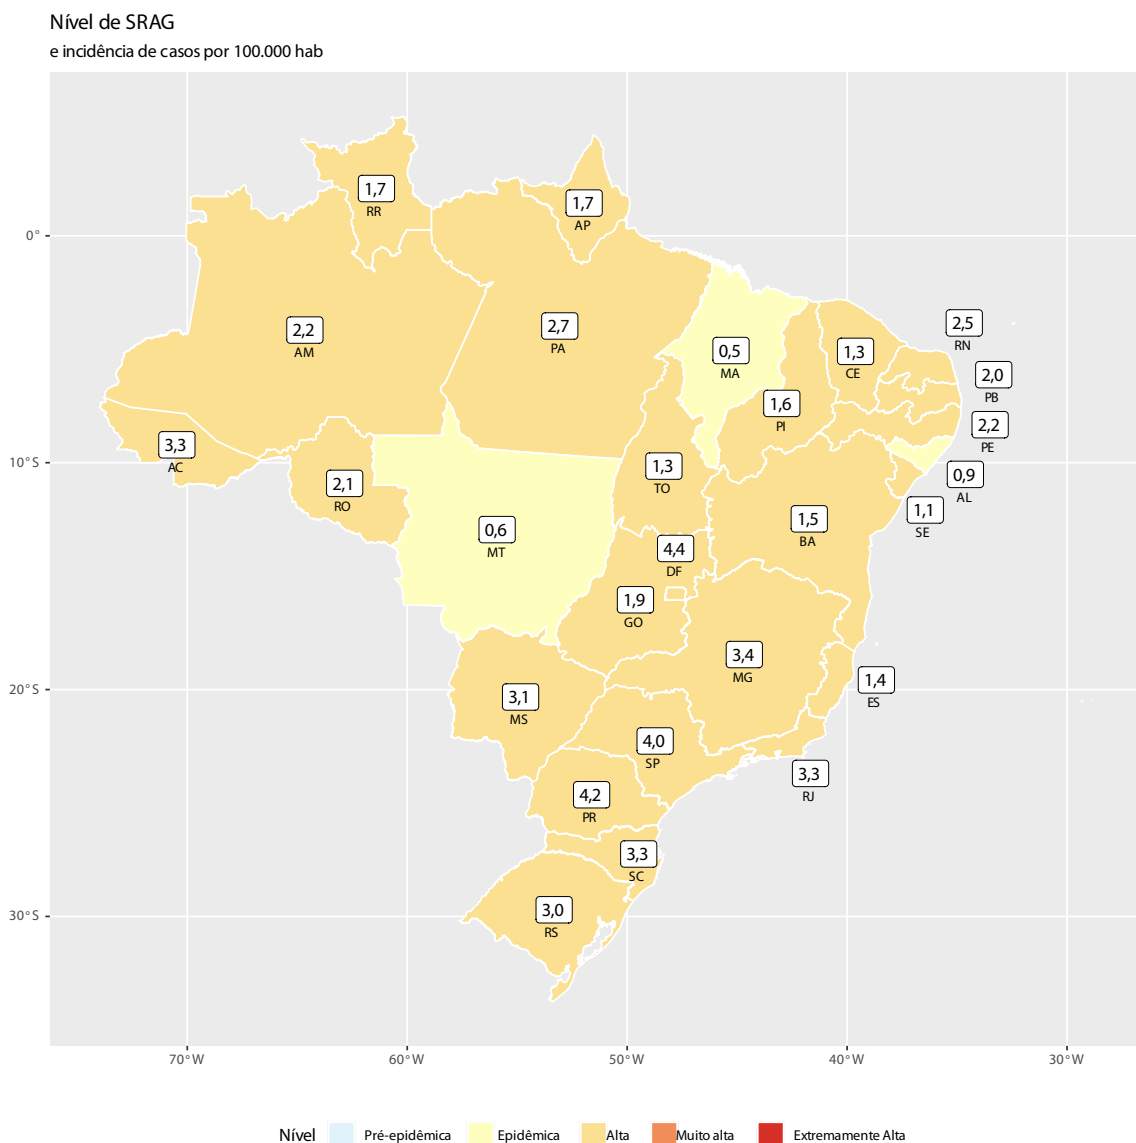 Nível de SRAG
e incidência de casos por 100.000 hab
1,7
RR
1,7
AP
0°
2,2
AM
2,7
PA
0,5
MA
1,3
CE
2,5
RN
2,0
PB
1,6
PI
2,2
PE
3,3
AC
10°S
2,1
RO
1,3
TO
0,9
AL
1,1
SE
0,6
MT
1,5
BA
4,4
DF
1,9
GO
3,4
MG
1,4
ES
20°S
3,1
MS
4,0
SP
3,3
RJ
4,2
PR
3,3
SC
30°S
3,0
RS
70°W 60°W 50°W 40°W 30°W
Nível Pré-epidêmica Epidêmica Alta Muito alta Extremamente Alta